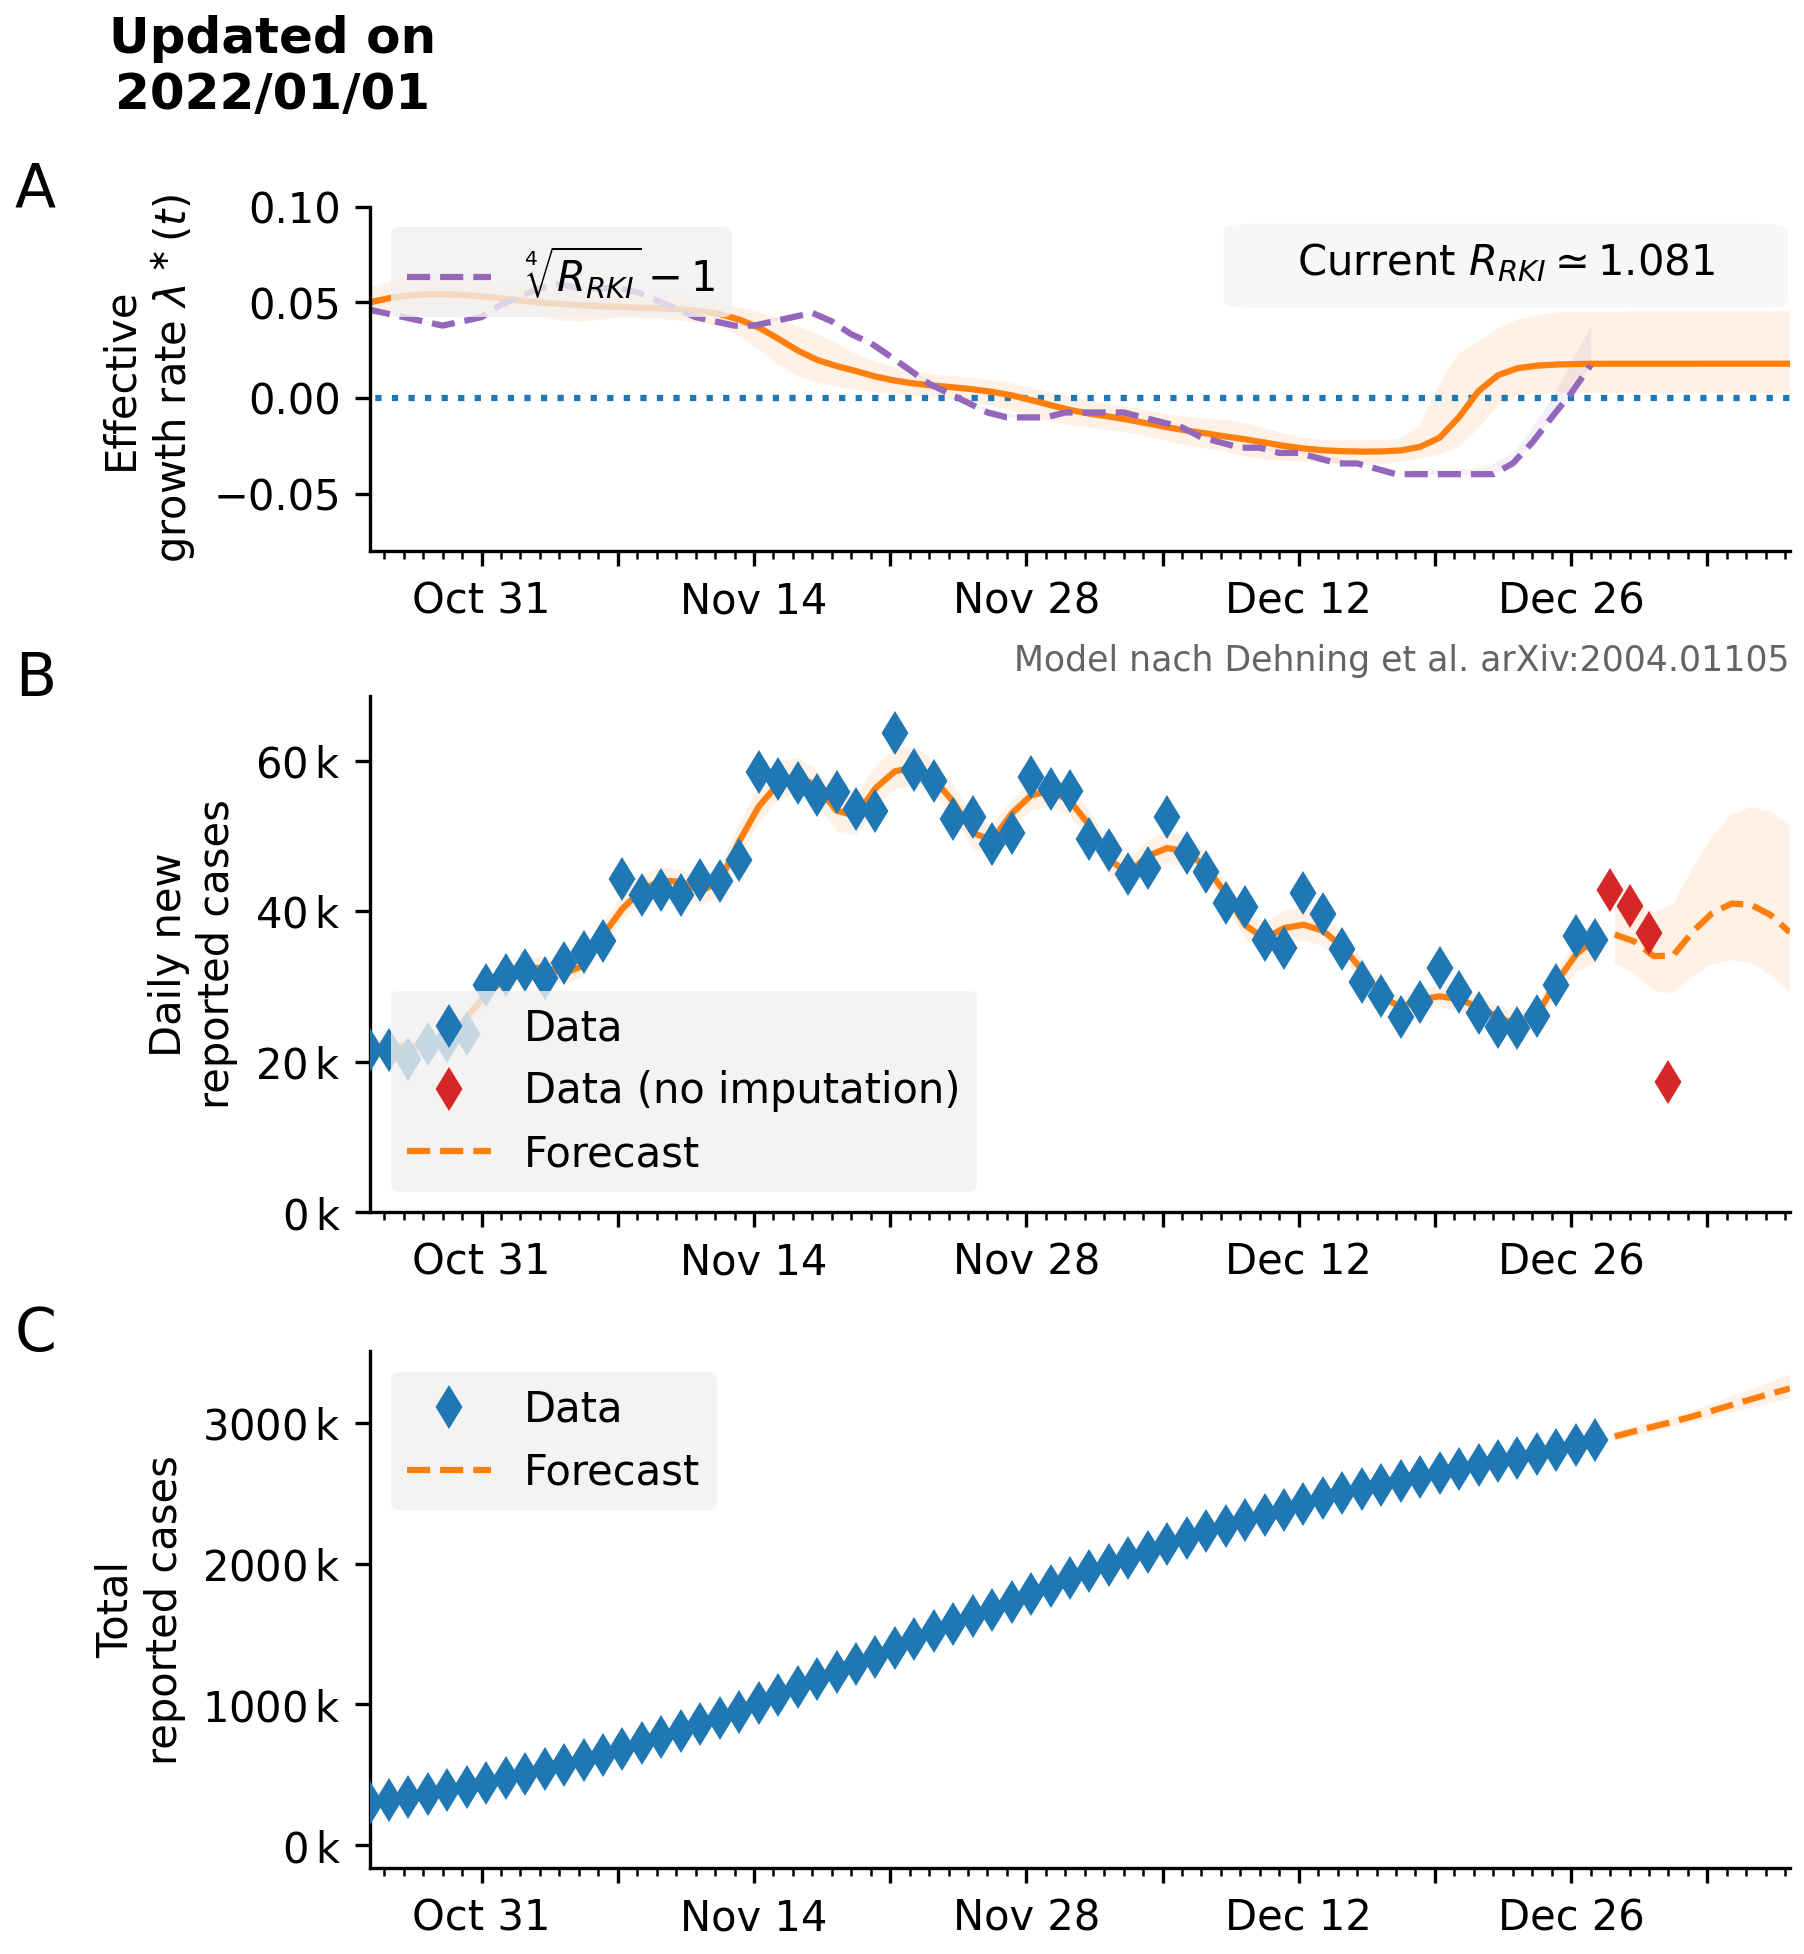 Updated on
2022/01/01
A
Effective
growth rate λ * (t)
0.10
0.05
0.00
−0.05
⁴√R_RKI − 1
Current R_RKI ≃ 1.081
Oct 31
Nov 14
Nov 28
Dec 12
Dec 26
Model nach Dehning et al. arXiv:2004.01105
B
Daily new
reported cases
60 k
40 k
20 k
0 k
Data
Data (no imputation)
Forecast
Oct 31
Nov 14
Nov 28
Dec 12
Dec 26
C
Total
reported cases
3000 k
2000 k
1000 k
0 k
Data
Forecast
Oct 31
Nov 14
Nov 28
Dec 12
Dec 26